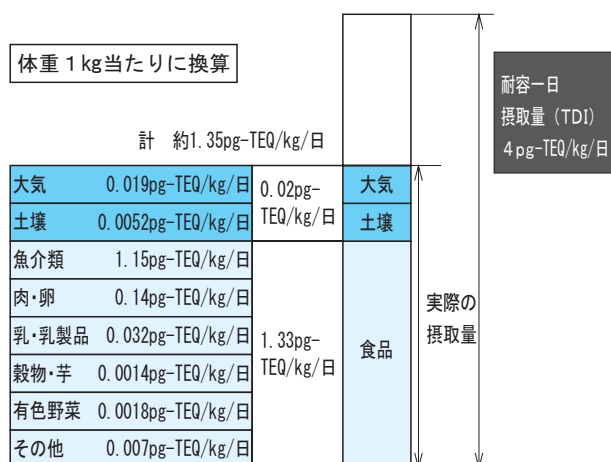 体重1kg当たりに換算
耐容一日
摂取量（TDI）
4pg-TEQ/kg/日
計　約1.35pg-TEQ/kg/日
大気　0.019pg-TEQ/kg/日
土壌　0.0052pg-TEQ/kg/日
魚介類　1.15pg-TEQ/kg/日
肉・卵　0.14pg-TEQ/kg/日
乳・乳製品　0.032pg-TEQ/kg/日
穀物・芋　0.0014pg-TEQ/kg/日
有色野菜　0.0018pg-TEQ/kg/日
その他　0.007pg-TEQ/kg/日
0.02pg-
TEQ/kg/日
1.33pg-
TEQ/kg/日
大気
土壌
食品
実際の
摂取量